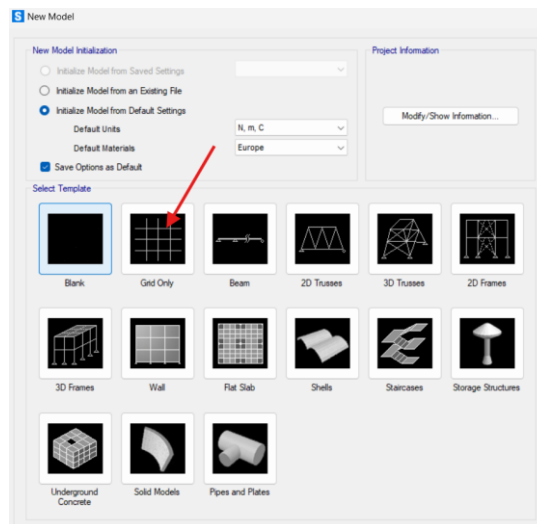 S New Model
New Model Initialization
Initialize Model from Saved Settings
Initialize Model from an Existing File
Initialize Model from Default Settings
Default Units
N, m, C
Default Materials
Europe
Save Options as Default
Project Information
Modify/Show Information...
Select Template
Blank
Grid Only
Beam
2D Trusses
3D Trusses
2D Frames
3D Frames
Wall
Flat Slab
Shells
Staircases
Storage Structures
Underground
Concrete
Solid Models
Pipes and Plates